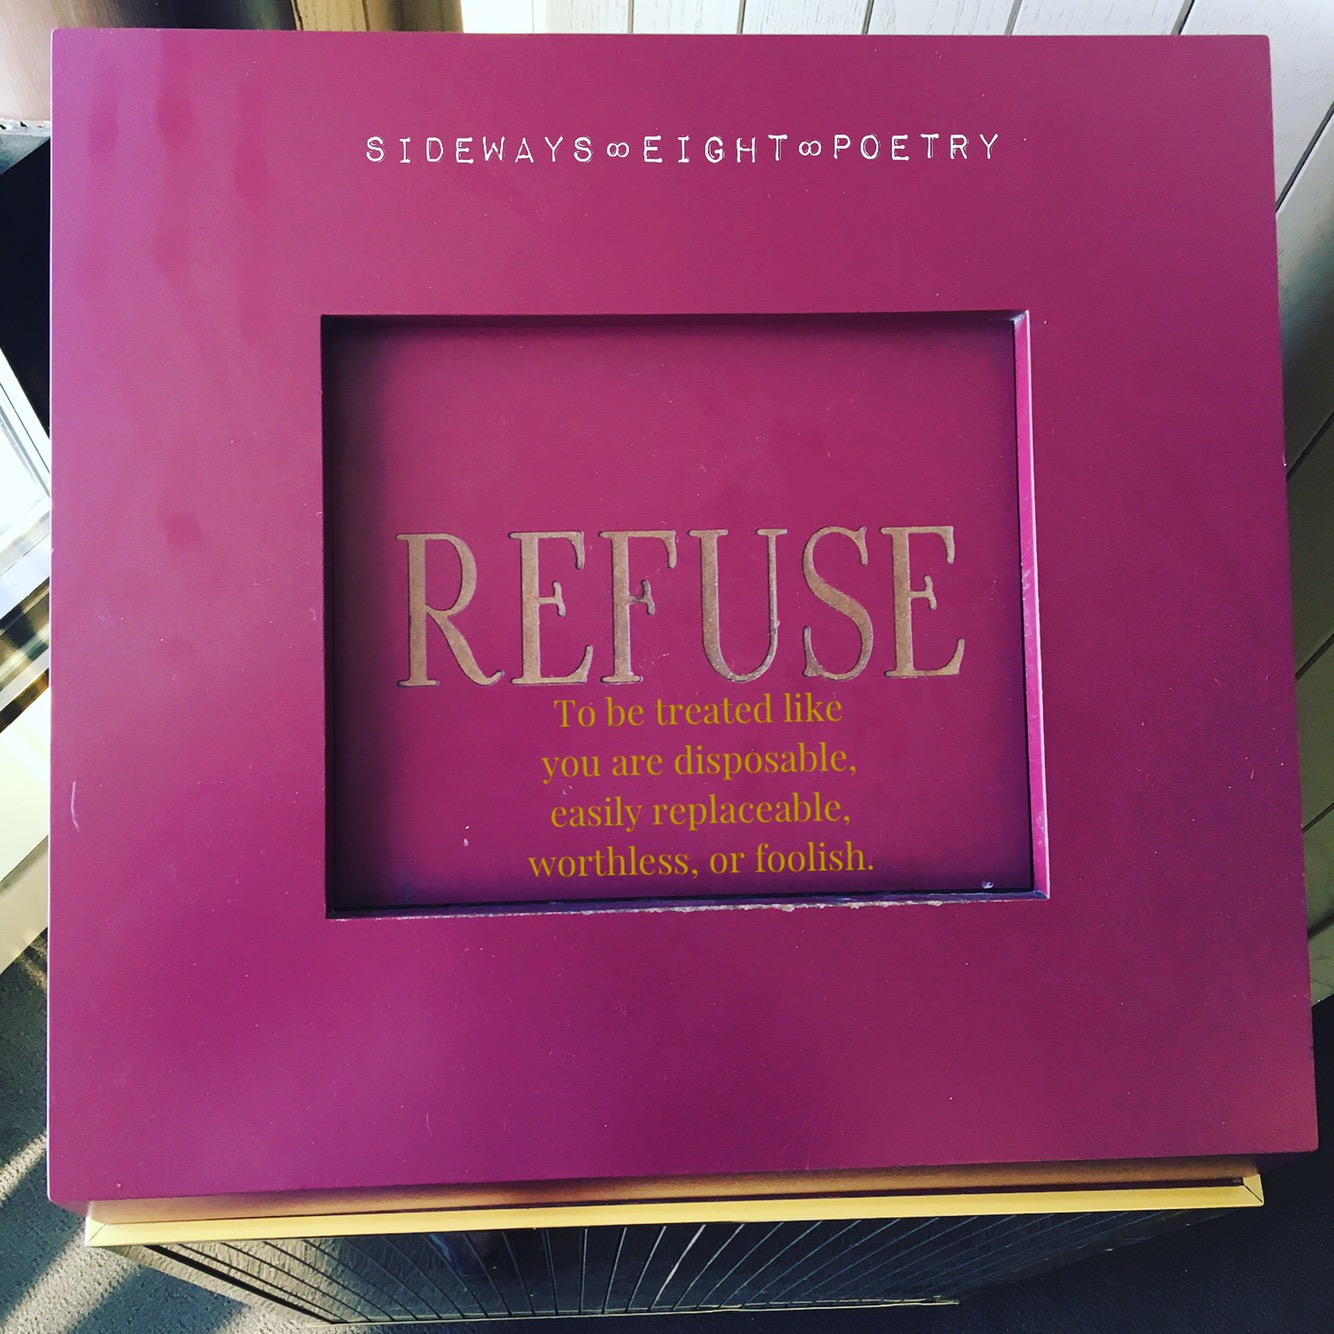 SIDEWAYS∞EIGHT∞POETRY
REFUSE
To be treated like
you are disposable,
easily replaceable,
worthless, or foolish.